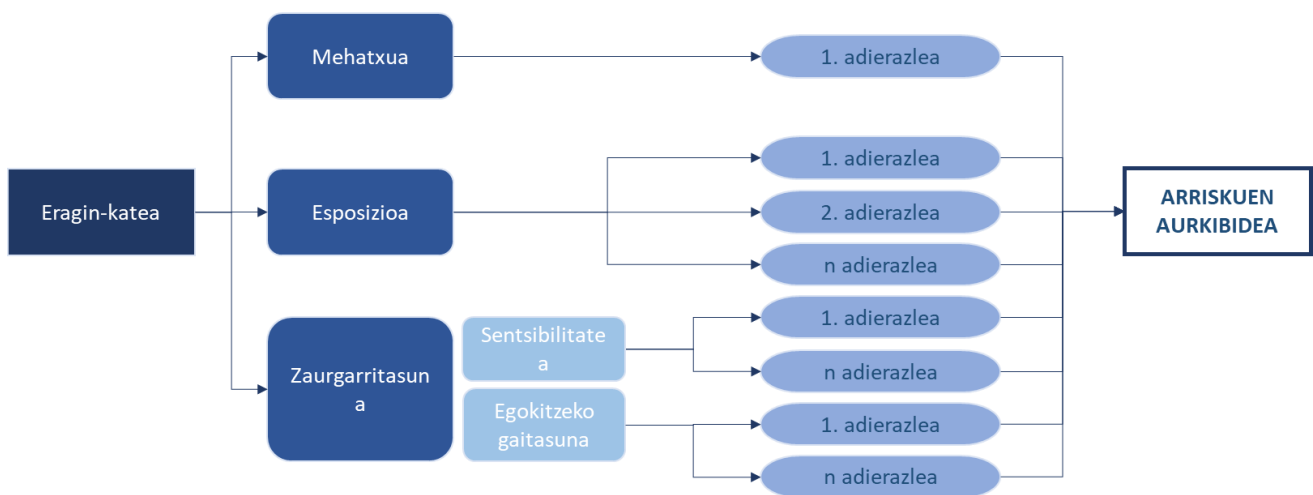 Mehatxua
1. adierazlea
Eragin-katea
Esposizioa
1. adierazlea
2. adierazlea
n adierazlea
Zaurgarritasun
a
Sentsibilitate
a
1. adierazlea
n adierazlea
Egokitzeko
gaitasuna
1. adierazlea
n adierazlea
ARRISKUEN
AURKIBIDEA